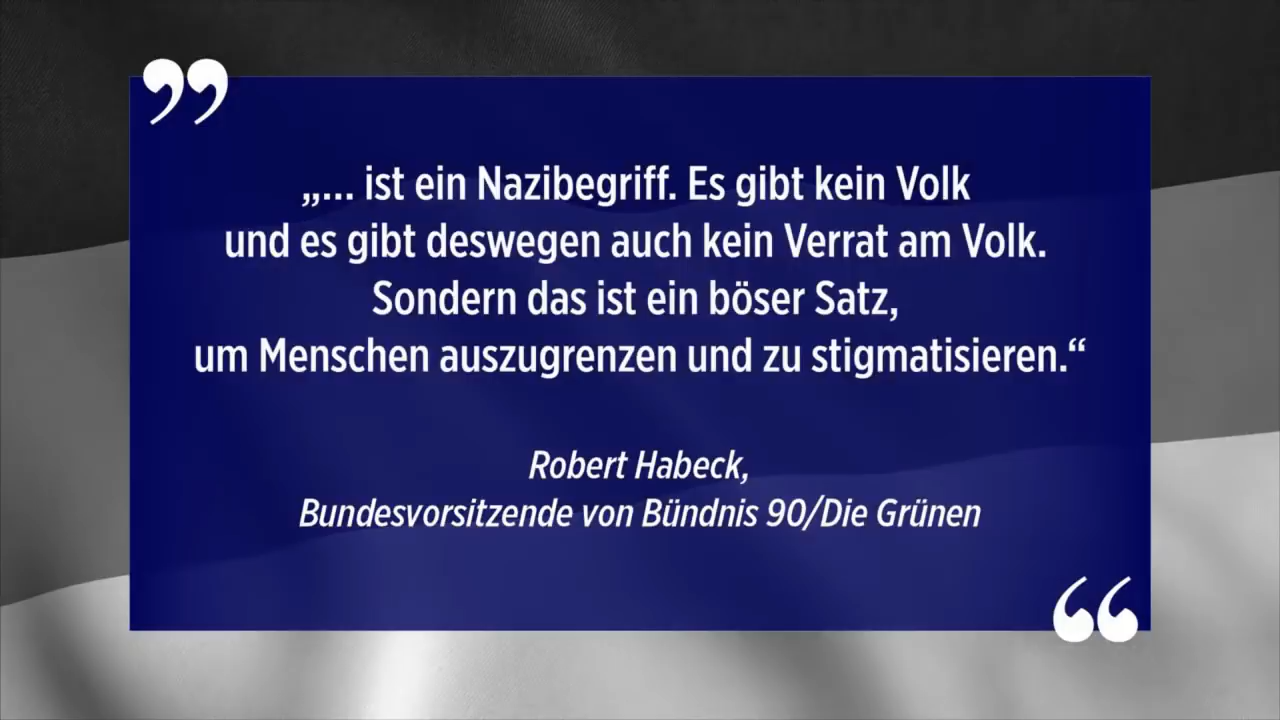 „... ist ein Nazibegriff. Es gibt kein Volk
und es gibt deswegen auch kein Verrat am Volk.
Sondern das ist ein böser Satz,
um Menschen auszugrenzen und zu stigmatisieren.“
Robert Habeck,
Bundesvorsitzende von Bündnis 90/Die Grünen